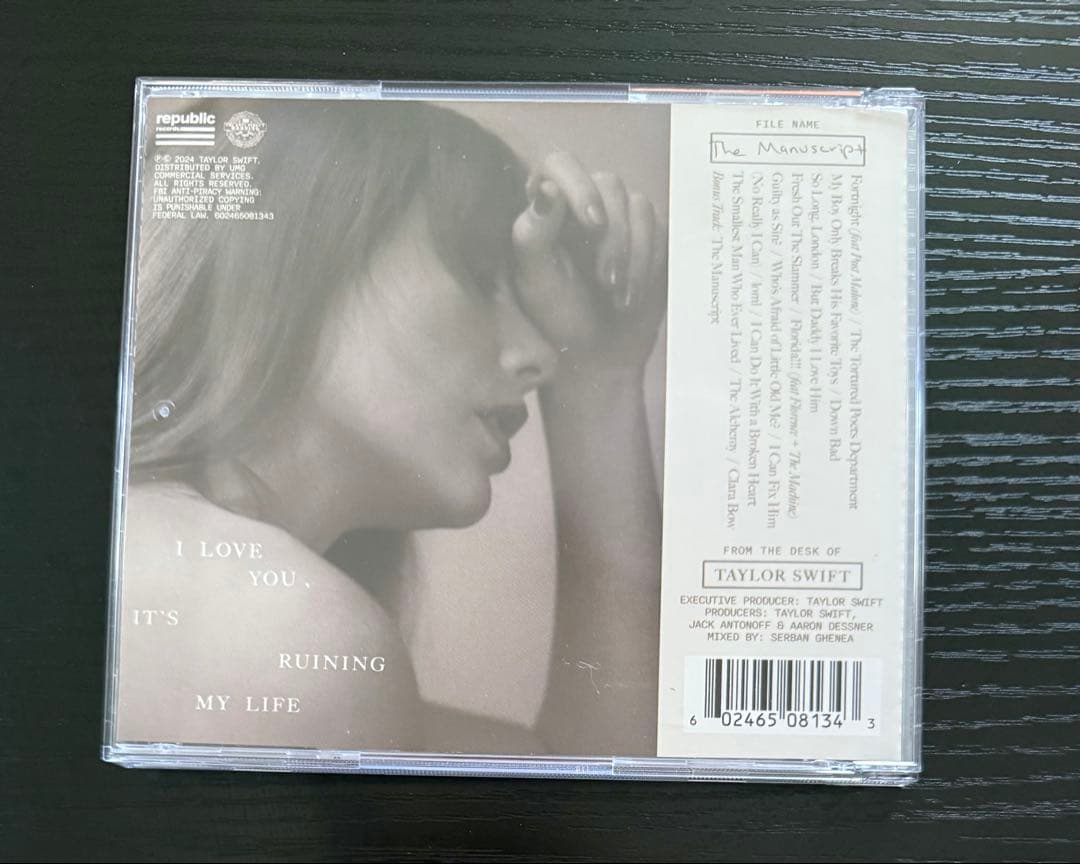 republic
records
℗ © 2024 TAYLOR SWIFT.
DISTRIBUTED BY UMG
COMMERCIAL SERVICES.
ALL RIGHTS RESERVED.
FBI ANTI-PIRACY WARNING:
UNAUTHORIZED COPYING
IS PUNISHABLE UNDER
FEDERAL LAW. 602465081343
I LOVE
YOU,
IT'S
RUINING
MY LIFE
FILE NAME
The Manuscript
Fortnight (feat. Post Malone) / The Tortured Poets Department
My Boy Only Breaks His Favorite Toys / Down Bad
So Long, London / But Daddy I Love Him
Fresh Out The Slammer / Florida!!! (feat. Florence + The Machine)
Guilty as Sin? / Who's Afraid of Little Old Me? / I Can Fix Him
(No Really I Can) / loml / I Can Do It With a Broken Heart
The Smallest Man Who Ever Lived / The Alchemy / Clara Bow
Bonus Track: The Manuscript
FROM THE DESK OF
TAYLOR SWIFT
EXECUTIVE PRODUCER: TAYLOR SWIFT
PRODUCERS: TAYLOR SWIFT,
JACK ANTONOFF & AARON DESSNER
MIXED BY: SERBAN GHENEA
6 02465 08134 3